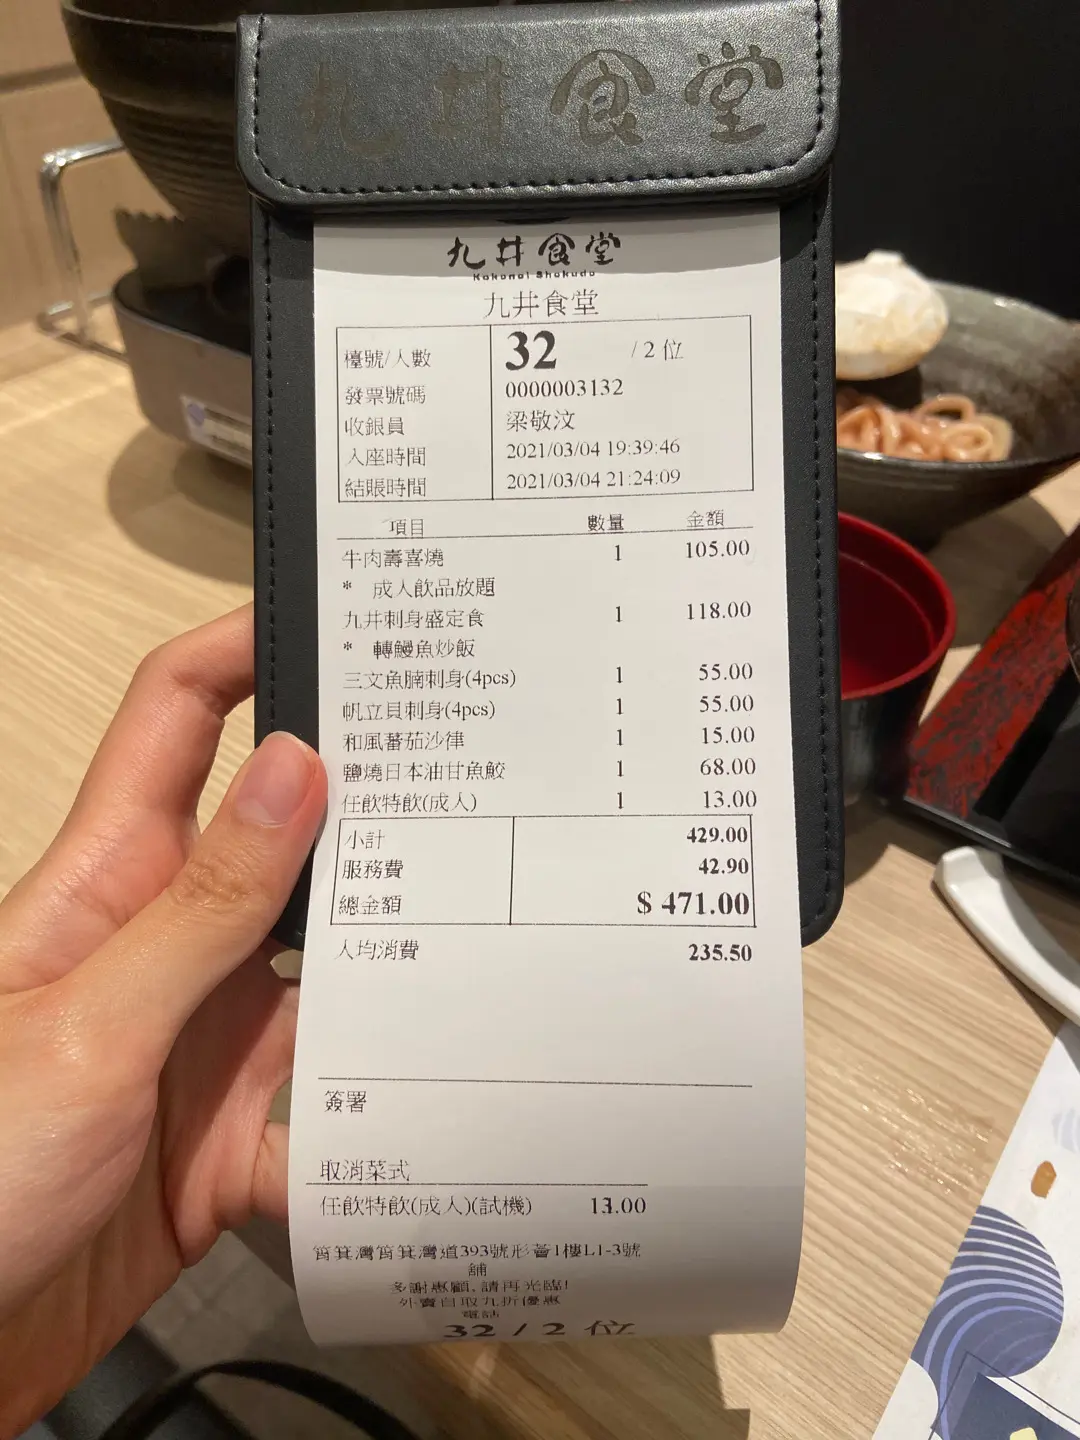 九井食堂
九井食堂
Kokonoi Shokudo
九井食堂
檯號/人數 32 / 2 位
發票號碼 0000003132
收銀員 梁敬汶
入座時間 2021/03/04 19:39:46
結賬時間 2021/03/04 21:24:09
項目 數量 金額
牛肉壽喜燒 1 105.00
* 成人飲品放題
九井刺身盛定食 1 118.00
* 轉鰻魚炒飯
三文魚腩刺身(4pcs) 1 55.00
帆立貝刺身(4pcs) 1 55.00
和風蕃茄沙律 1 15.00
鹽燒日本油甘魚鮫 1 68.00
任飲特飲(成人) 1 13.00
小計 429.00
服務費 42.90
總金額 $ 471.00
人均消費 235.50
簽署
取消菜式
任飲特飲(成人)(試機) 13.00
筲箕灣筲箕灣道393號形薈1樓L1-3號
舖
多謝惠顧, 請再光臨!
外賣自取九折優惠
電話
32 / 2 位